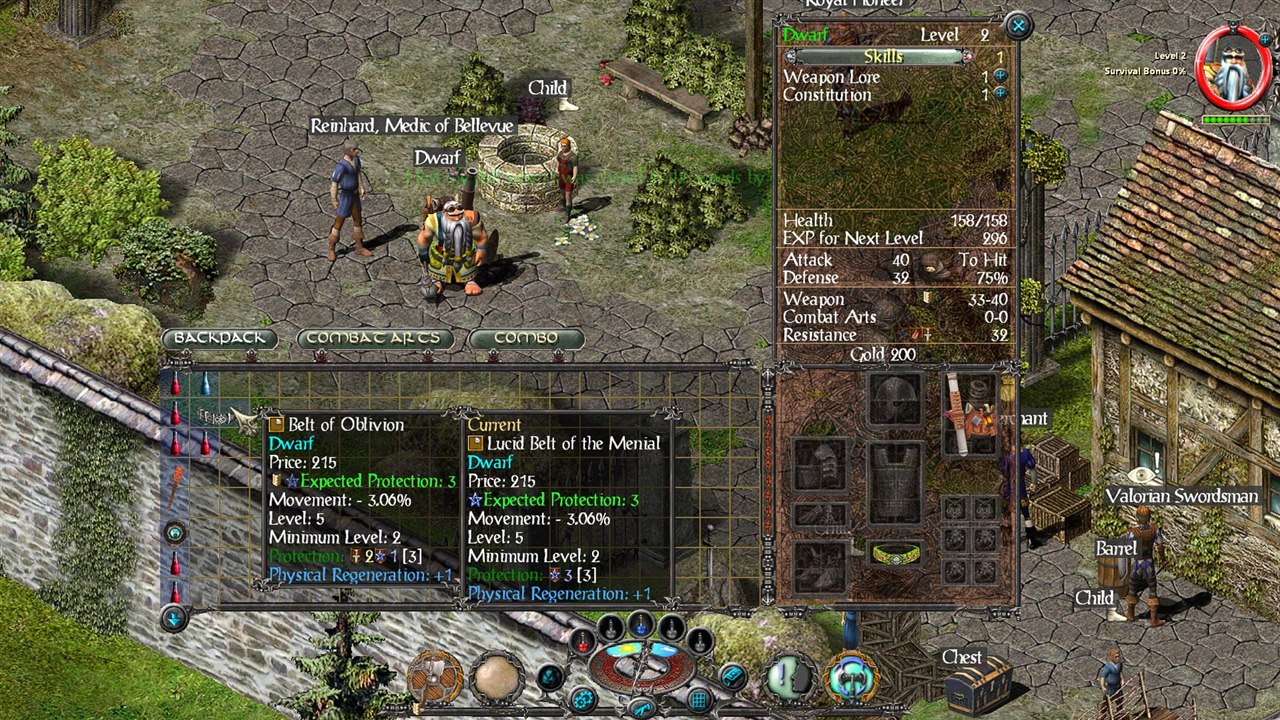 Royal Pioneer
Dwarf Level 2
Skills 1
Weapon Lore 1
Constitution 1
Health 158/158
EXP for Next Level 296
Attack 40 To Hit
Defense 32 75%
Weapon 33-40
Combat Arts 0-0
Resistance 32
Gold 200
Level 2
Survival Bonus 0%
Child
Reinhard, Medic of Bellevue
Dwarf
BACKPACK
COMBAT ARTS
COMBO
Belt of Oblivion
Dwarf
Price: 215
Expected Protection: 3
Movement: - 3.06%
Level: 5
Minimum Level: 2
Protection: 2 1 [3]
Physical Regeneration: +1
Current
Lucid Belt of the Menial
Dwarf
Price: 215
Expected Protection: 3
Movement: - 3.06%
Level: 5
Minimum Level: 2
Protection: 3 [3]
Physical Regeneration: +1
Valorian Swordsman
Barrel
Child
Chest